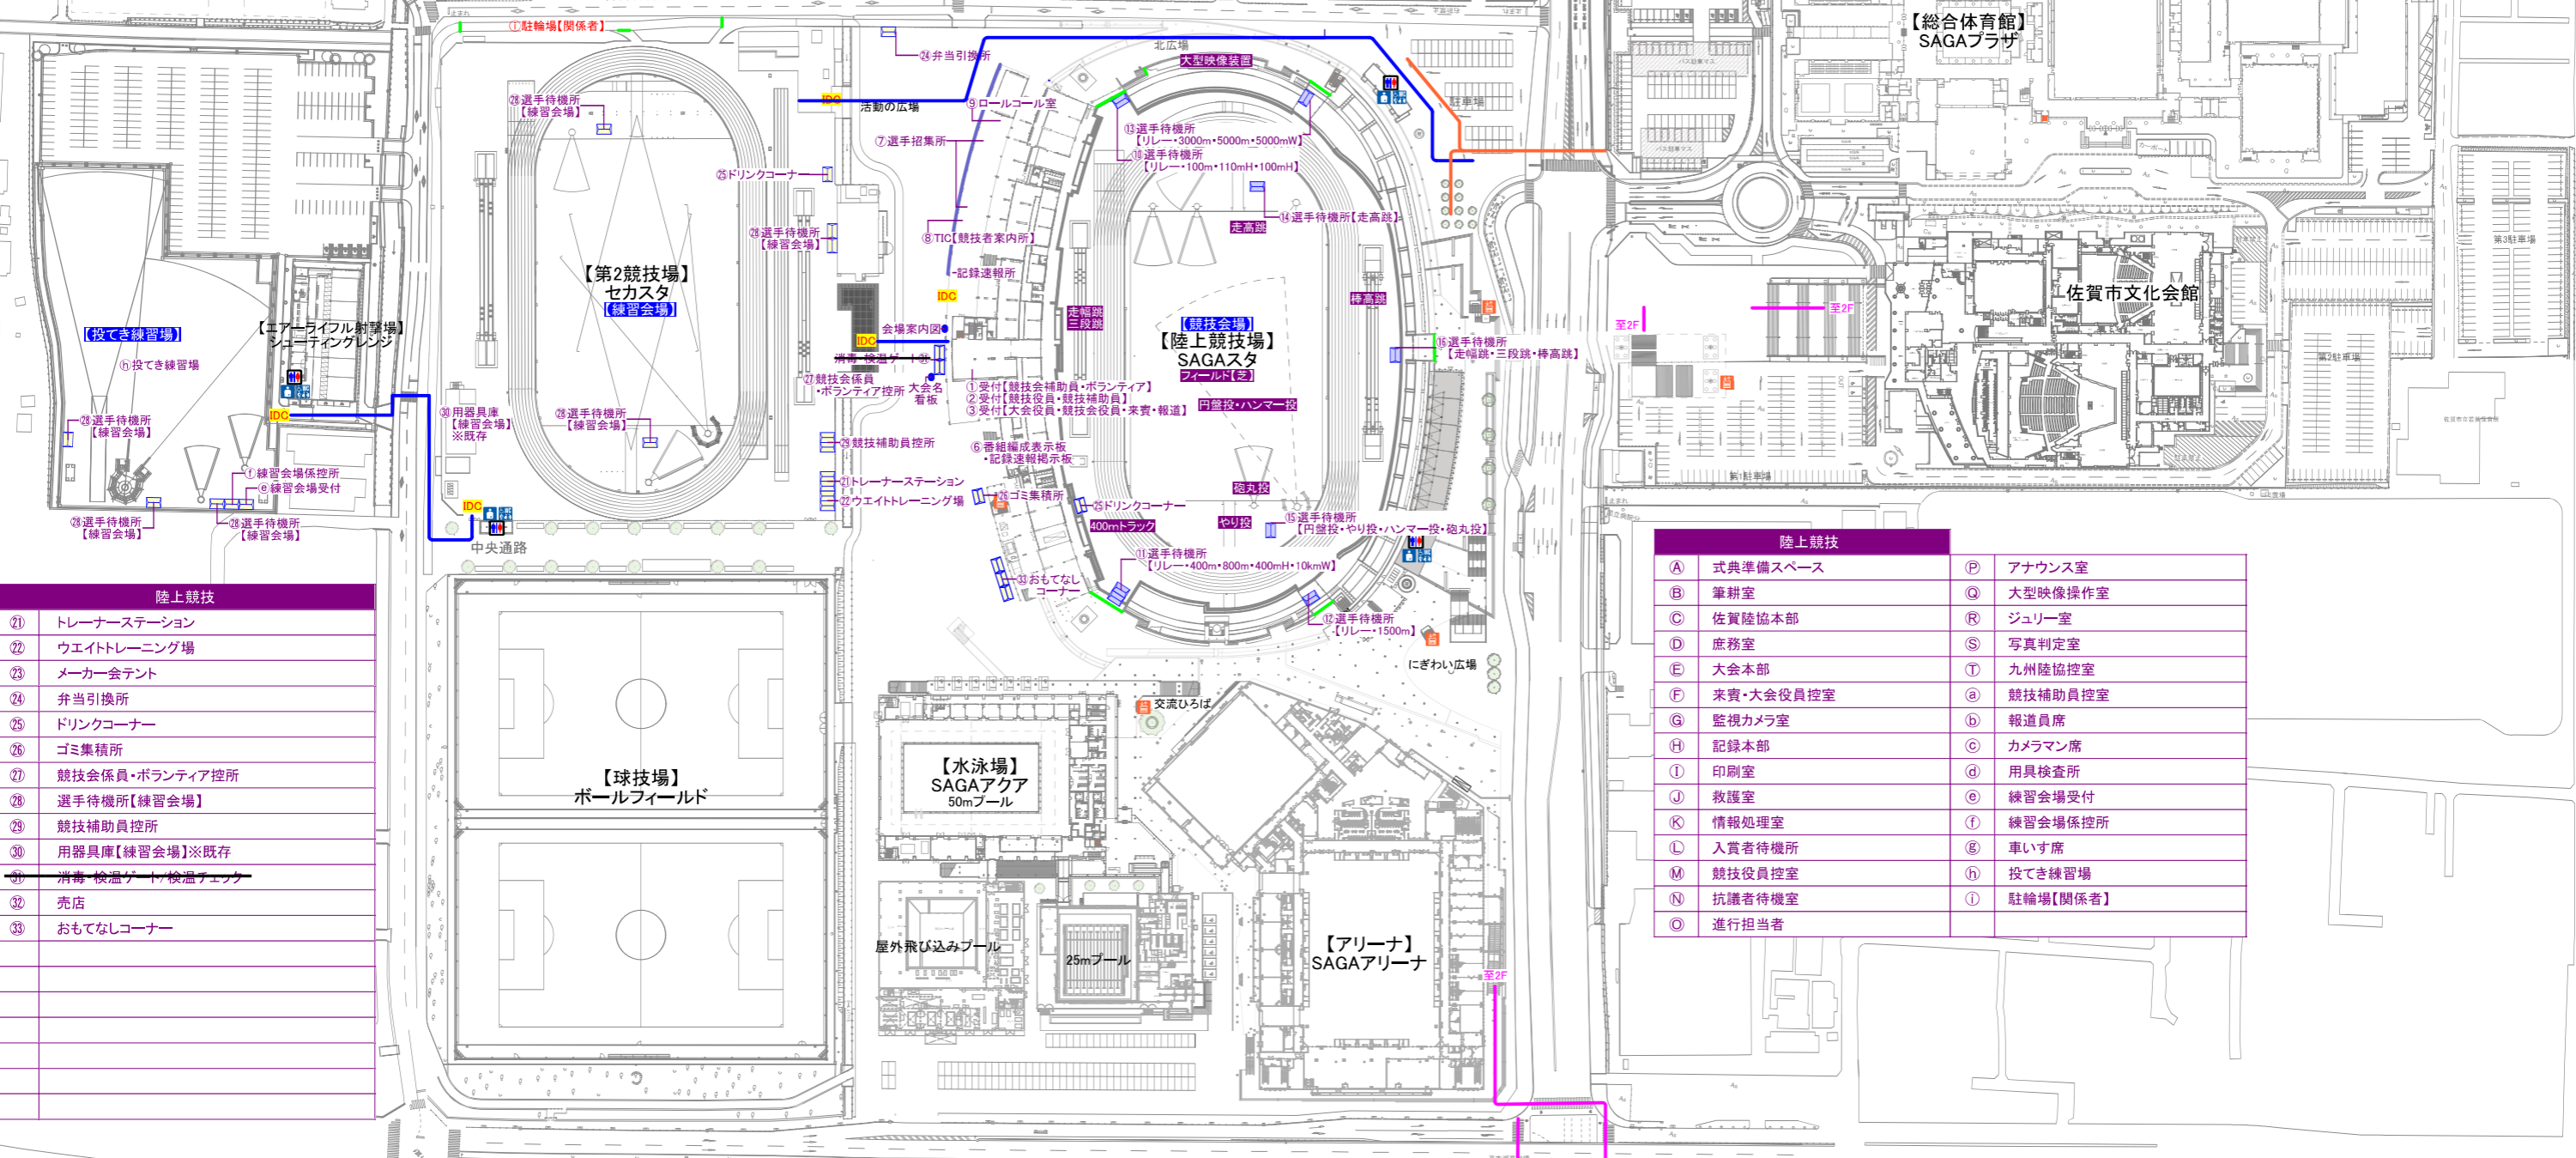 【総合体育館】
SAGAプラザ
ⓘ駐輪場【関係者】
㉔弁当引換所
北広場
大型映像装置
駐車場
IDC
活動の広場
⑨ロールコール室
㉘選手待機所
【練習会場】
⑦選手招集所
⑬選手待機所
【リレー・3000m・5000m・5000mW】
⑩選手待機所
【リレー・100m・110mH・100mH】
㉕ドリンクコーナー
⑭選手待機所【走高跳】
走高跳
㉘選手待機所
【練習会場】
⑧TIC【競技者案内所】
記録速報所
【第2競技場】
セカスタ
【練習会場】
IDC
走幅跳
三段跳
棒高跳
【競技会場】
【陸上競技場】
SAGAスタ
フィールド【芝】
佐賀市文化会館
第3駐車場
第2駐車場
第1駐車場
至2F
至2F
【投てき練習場】
【エアーライフル射撃場】
シューティングレンジ
ⓗ投てき練習場
会場案内図
IDC
消毒・検温ゲート㉛
㉗競技会係員
・ボランティア控所
大会名
看板
①受付【競技会補助員・ボランティア】
②受付【競技役員・競技補助員】
③受付【大会役員・競技会役員・来賓・報道】
⑯選手待機所
【走幅跳・三段跳・棒高跳】
円盤投・ハンマー投
IDC
㉘選手待機所
【練習会場】
㉚用器具庫
【練習会場】
※既存
㉘選手待機所
【練習会場】
㉙競技補助員控所
⑥番組編成表示板
・記録速報掲示板
ⓕ練習会場係控所
ⓔ練習会場受付
㉑トレーナーステーション
㉒ウエイトトレーニング場
㉖ゴミ集積所
㉕ドリンクコーナー
400mトラック
砲丸投
やり投
⑮選手待機所
【円盤投・やり投・ハンマー投・砲丸投】
㉘選手待機所
【練習会場】
㉘選手待機所
【練習会場】
IDC
中央通路
⑪選手待機所
【リレー・400m・800m・400mH・10kmW】
㉝おもてなし
コーナー
⑫選手待機所
【リレー・1500m】
にぎわい広場
交流ひろば
【水泳場】
SAGAアクア
50mプール
【球技場】
ボールフィールド
屋外飛び込みプール
25mプール
【アリーナ】
SAGAアリーナ
至2F
陸上競技
㉑ トレーナーステーション
㉒ ウエイトトレーニング場
㉓ メーカー会テント
㉔ 弁当引換所
㉕ ドリンクコーナー
㉖ ゴミ集積所
㉗ 競技会係員・ボランティア控所
㉘ 選手待機所【練習会場】
㉙ 競技補助員控所
㉚ 用器具庫【練習会場】※既存
㉛ 消毒・検温ゲート/検温チェック
㉜ 売店
㉝ おもてなしコーナー
陸上競技
Ⓐ 式典準備スペース Ⓟ アナウンス室
Ⓑ 筆耕室 Ⓠ 大型映像操作室
Ⓒ 佐賀陸協本部 Ⓡ ジュリー室
Ⓓ 庶務室 Ⓢ 写真判定室
Ⓔ 大会本部 Ⓣ 九州陸協控室
Ⓕ 来賓・大会役員控室 ⓐ 競技補助員控室
Ⓖ 監視カメラ室 ⓑ 報道員席
Ⓗ 記録本部 ⓒ カメラマン席
Ⓘ 印刷室 ⓓ 用具検査所
Ⓙ 救護室 ⓔ 練習会場受付
Ⓚ 情報処理室 ⓕ 練習会場係控所
Ⓛ 入賞者待機所 ⓖ 車いす席
Ⓜ 競技役員控室 ⓗ 投てき練習場
Ⓝ 抗議者待機室 ⓘ 駐輪場【関係者】
Ⓞ 進行担当者